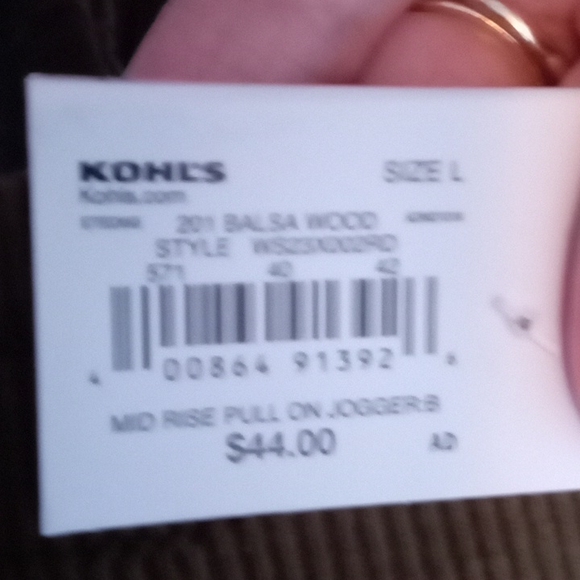 KOHL'S SIZE L
Kohls.com
201 BALSA WOOD
STYLE WS23X002RD
571 40 42
4 00864 91392 6
MID RISE PULL ON JOGGER:B
$44.00 AD